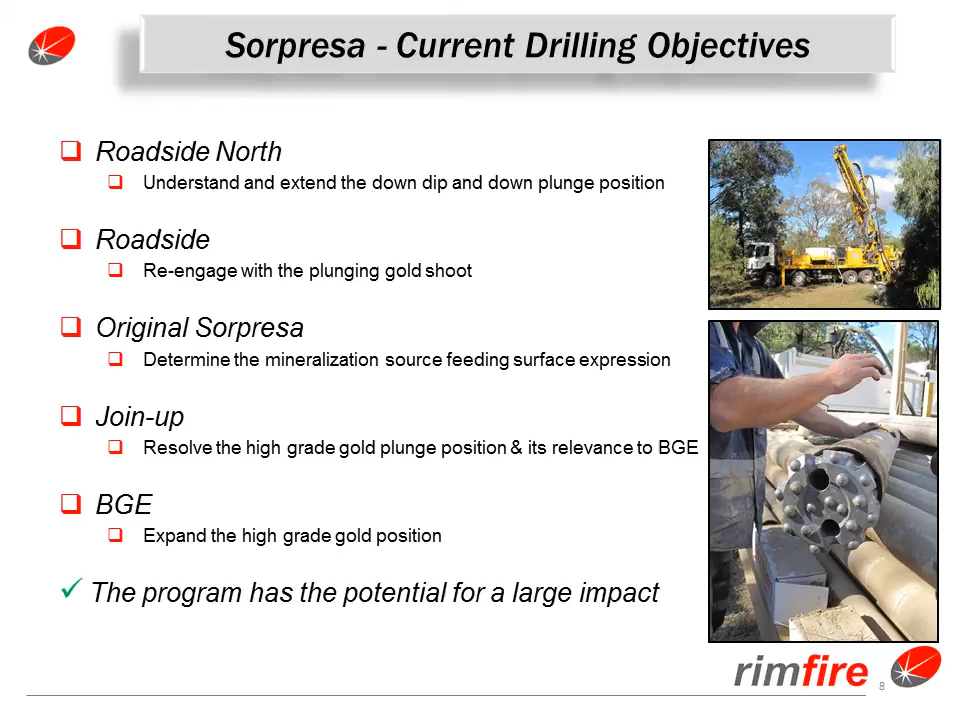 Sorpresa - Current Drilling Objectives
Roadside North
Understand and extend the down dip and down plunge position
Roadside
Re-engage with the plunging gold shoot
Original Sorpresa
Determine the mineralization source feeding surface expression
Join-up
Resolve the high grade gold plunge position & its relevance to BGE
BGE
Expand the high grade gold position
The program has the potential for a large impact
rimfire
8